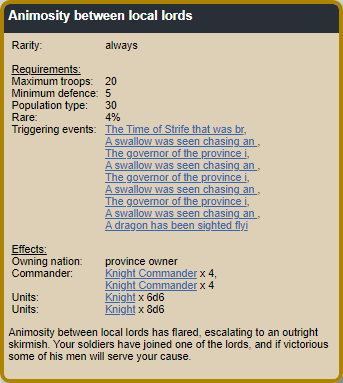 Animosity between local lords
Rarity: always
Requirements:
Maximum troops: 20
Minimum defence: 5
Population type: 30
Rare: 4%
Triggering events: The Time of Strife that was br,
A swallow was seen chasing an ,
The governor of the province i,
A swallow was seen chasing an ,
The governor of the province i,
A swallow was seen chasing an ,
The governor of the province i,
A swallow was seen chasing an ,
A dragon has been sighted flyi
Effects:
Owning nation: province owner
Commander: Knight Commander x 4,
Knight Commander x 4
Units: Knight x 6d6
Units: Knight x 8d6
Animosity between local lords has flared, escalating to an outright
skirmish. Your soldiers have joined one of the lords, and if victorious
some of his men will serve your cause.